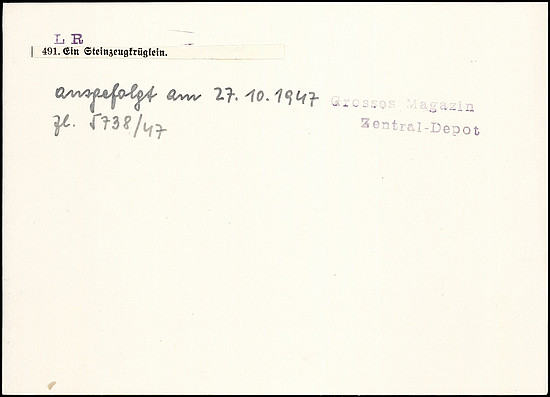 L R
491. Ein Steinzeugkrüglein.
ausgefolgt am 27.10.1947
Grosses Magazin
zl. 5738/47
Zentral-Depot